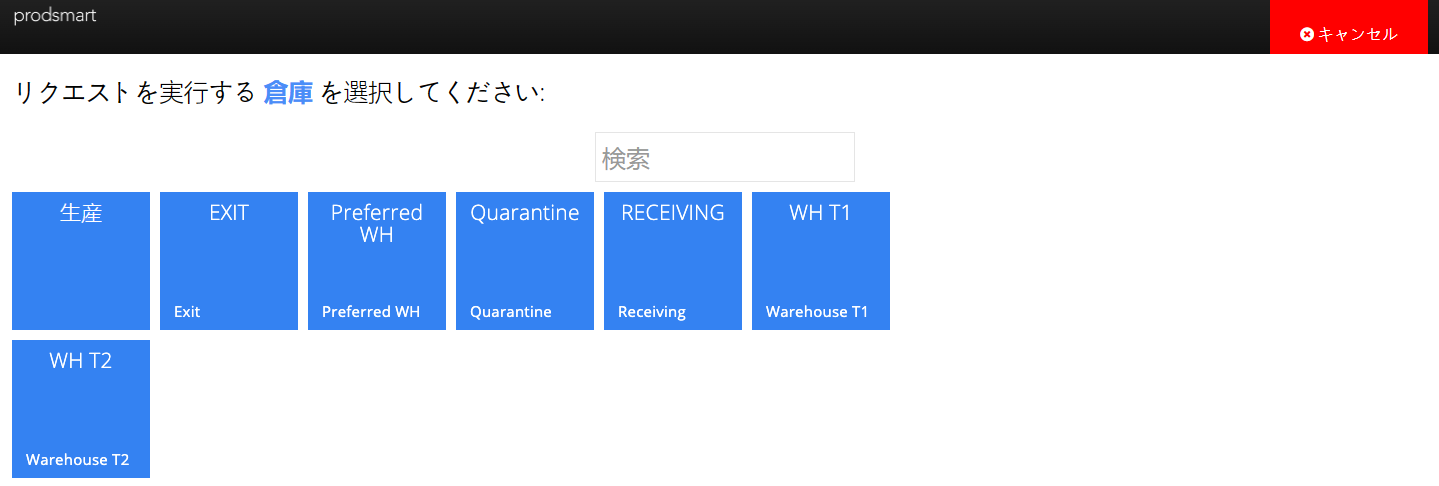 prodsmart
キャンセル
リクエストを実行する 倉庫 を選択してください:
検索
生産
EXIT
Exit
Preferred
WH
Preferred WH
Quarantine
Quarantine
RECEIVING
Receiving
WH T1
Warehouse T1
WH T2
Warehouse T2